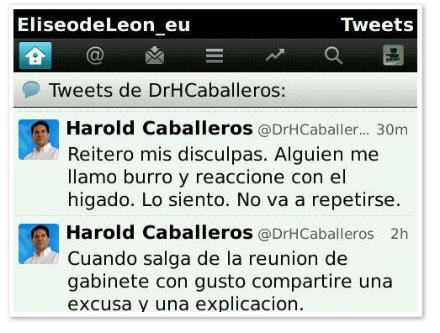 EliseodeLeon_eu Tweets
@
Tweets de DrHCaballeros:
Harold Caballeros @DrHCaballer... 30m
Reitero mis disculpas. Alguien me
llamo burro y reaccione con el
higado. Lo siento. No va a repetirse.
Harold Caballeros @DrHCaballeros 2h
Cuando salga de la reunion de
gabinete con gusto compartire una
excusa y una explicacion.